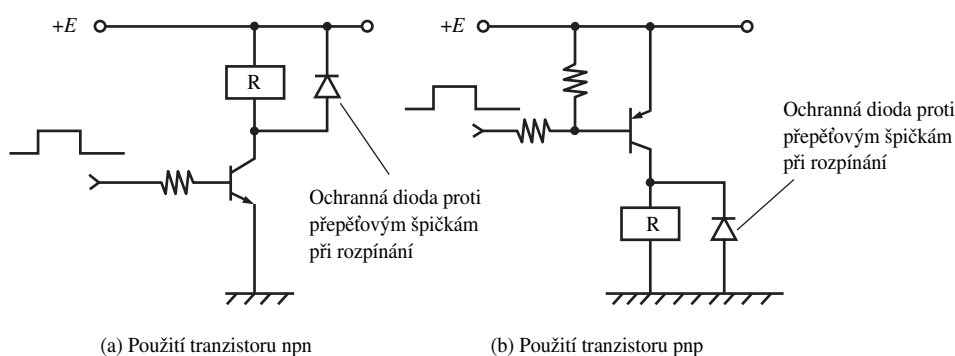 +E
R
Ochranná dioda proti
přepěťovým špičkám
při rozpínání
(a) Použití tranzistoru npn
+E
Ochranná dioda proti
přepěťovým špičkám
při rozpínání
R
(b) Použití tranzistoru pnp